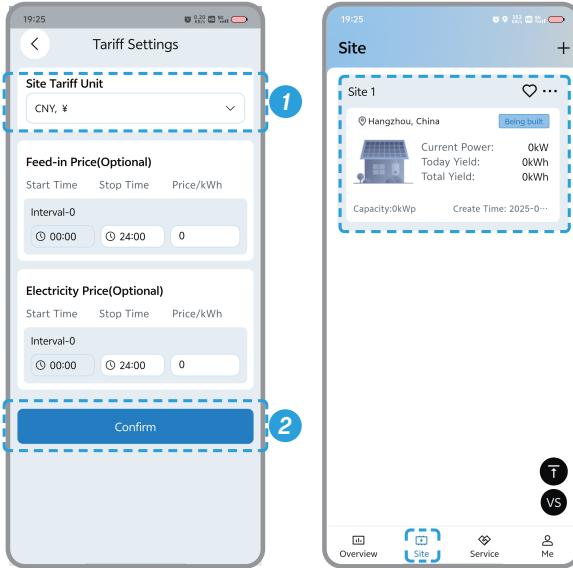 19:25
Tariff Settings
Site Tariff Unit
CNY, ¥
1
Feed-in Price(Optional)
Start Time Stop Time Price/kWh
Interval-0
00:00 24:00 0
Electricity Price(Optional)
Start Time Stop Time Price/kWh
Interval-0
00:00 24:00 0
Confirm
2
19:25
Site
Site 1
Hangzhou, China Being built
Current Power: 0kW
Today Yield: 0kWh
Total Yield: 0kWh
Capacity:0kWp Create Time: 2025-0···
VS
Overview Site Service Me